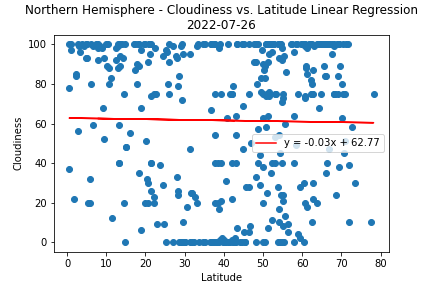 Northern Hemisphere - Cloudiness vs. Latitude Linear Regression
2022-07-26
100
80
60
40
20
0
Cloudiness
y = -0.03x + 62.77
0 10 20 30 40 50 60 70 80
Latitude